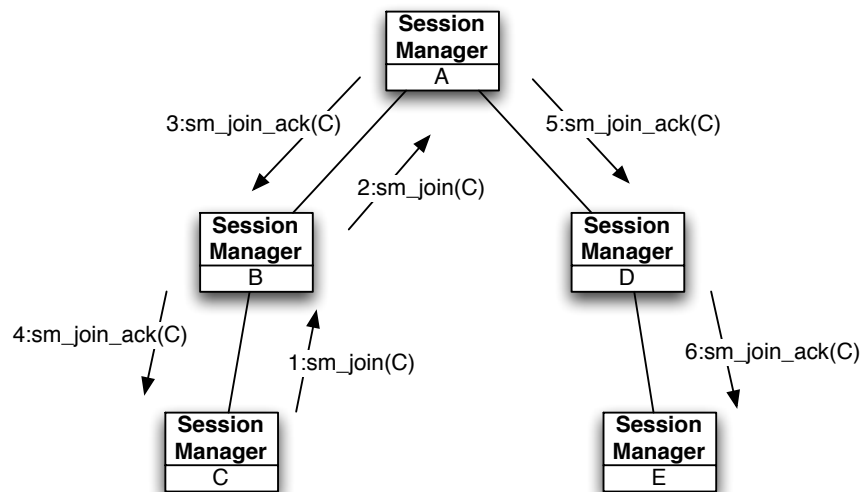 Session
Manager
A
3:sm_join_ack(C)
5:sm_join_ack(C)
2:sm_join(C)
Session
Manager
B
Session
Manager
D
4:sm_join_ack(C)
1:sm_join(C)
6:sm_join_ack(C)
Session
Manager
C
Session
Manager
E